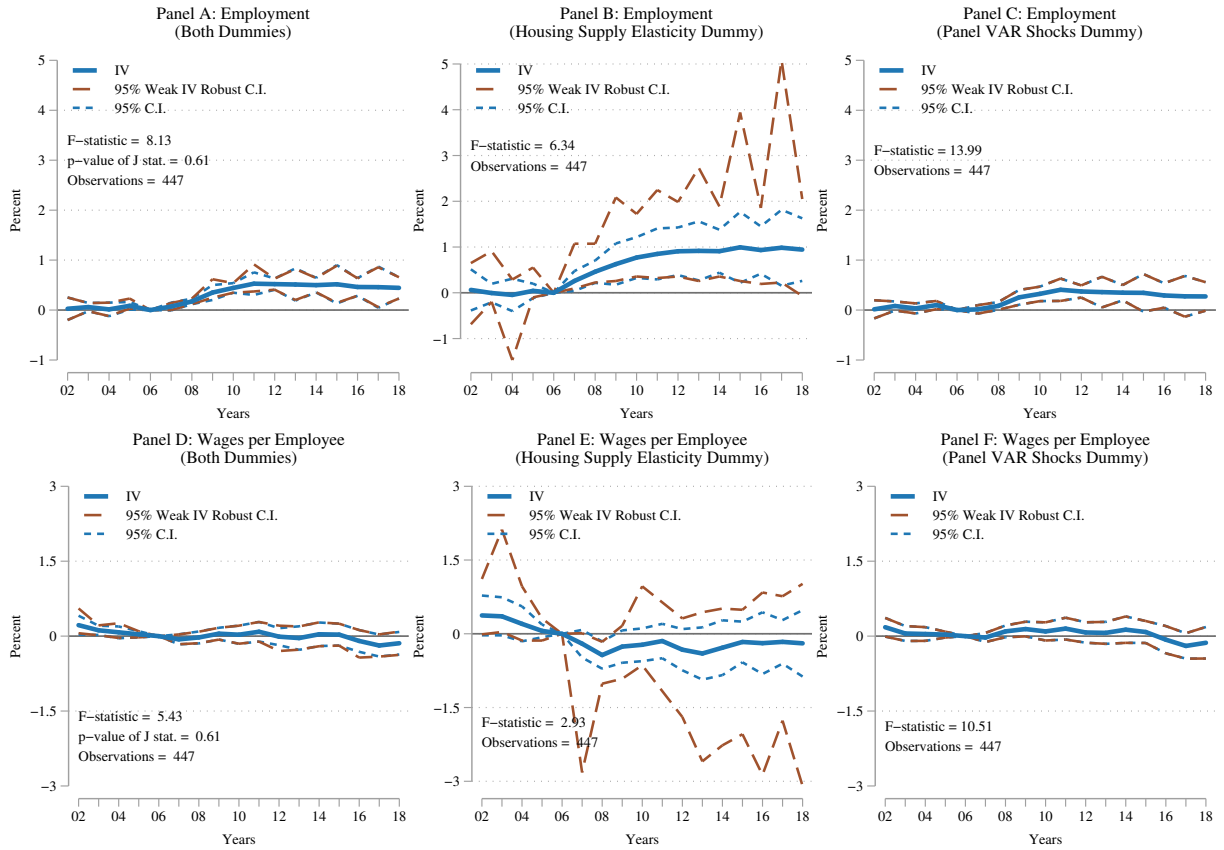 Panel A: Employment
(Both Dummies)
5
4
3
2
1
0
−1
Percent
IV
95% Weak IV Robust C.I.
95% C.I.
F−statistic = 8.13
p−value of J stat. = 0.61
Observations = 447
02 04 06 08 10 12 14 16 18
Years
Panel B: Employment
(Housing Supply Elasticity Dummy)
5
4
3
2
1
0
−1
Percent
IV
95% Weak IV Robust C.I.
95% C.I.
F−statistic = 6.34
Observations = 447
02 04 06 08 10 12 14 16 18
Years
Panel C: Employment
(Panel VAR Shocks Dummy)
5
4
3
2
1
0
−1
Percent
IV
95% Weak IV Robust C.I.
95% C.I.
F−statistic = 13.99
Observations = 447
02 04 06 08 10 12 14 16 18
Years
Panel D: Wages per Employee
(Both Dummies)
3
1.5
0
−1.5
−3
Percent
IV
95% Weak IV Robust C.I.
95% C.I.
F−statistic = 5.43
p−value of J stat. = 0.61
Observations = 447
02 04 06 08 10 12 14 16 18
Years
Panel E: Wages per Employee
(Housing Supply Elasticity Dummy)
3
1.5
0
−1.5
−3
Percent
IV
95% Weak IV Robust C.I.
95% C.I.
F−statistic = 2.93
Observations = 447
02 04 06 08 10 12 14 16 18
Years
Panel F: Wages per Employee
(Panel VAR Shocks Dummy)
3
1.5
0
−1.5
−3
Percent
IV
95% Weak IV Robust C.I.
95% C.I.
F−statistic = 10.51
Observations = 447
02 04 06 08 10 12 14 16 18
Years